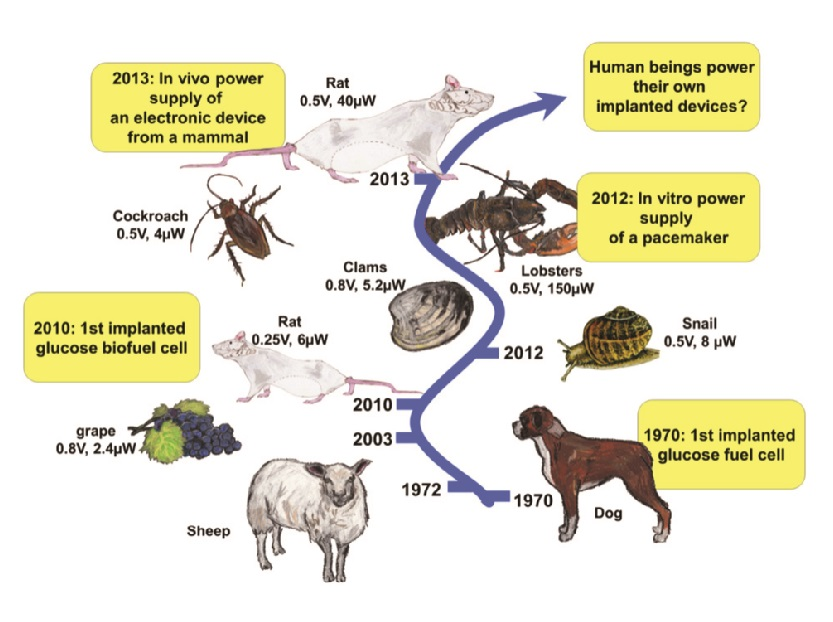 2013: In vivo power
supply of
an electronic device
from a mammal
Rat
0.5V, 40µW
Human beings power
their own
implanted devices?
2013
Cockroach
0.5V, 4µW
2012: In vitro power
supply
of a pacemaker
Clams
0.8V, 5.2µW
Lobsters
0.5V, 150µW
2010: 1st implanted
glucose biofuel cell
Rat
0.25V, 6µW
Snail
0.5V, 8 µW
2012
2010
grape
0.8V, 2.4µW
2003
1970: 1st implanted
glucose fuel cell
1972
1970
Sheep
Dog